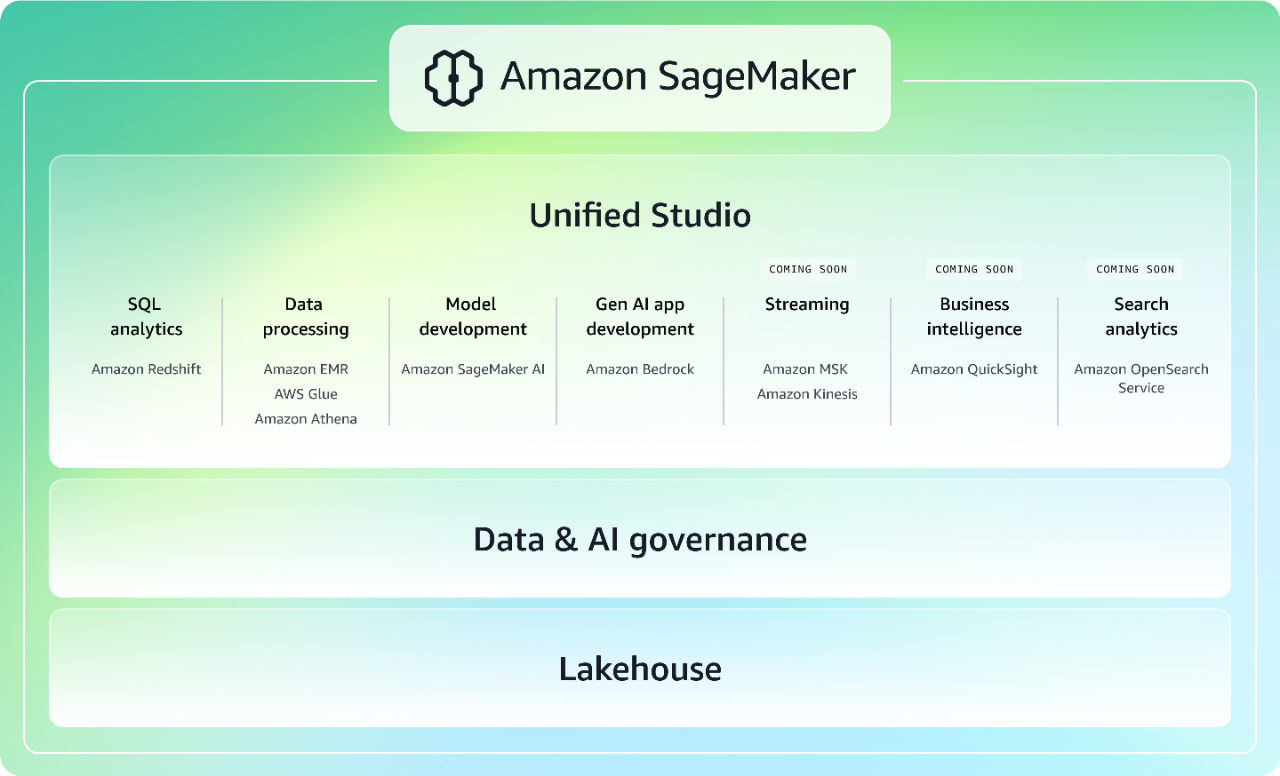 Amazon SageMaker
Unified Studio
SQL
analytics
Amazon Redshift
Data
processing
Amazon EMR
AWS Glue
Amazon Athena
Model
development
Amazon SageMaker AI
Gen AI app
development
Amazon Bedrock
COMING SOON
Streaming
Amazon MSK
Amazon Kinesis
COMING SOON
Business
intelligence
Amazon QuickSight
COMING SOON
Search
analytics
Amazon OpenSearch
Service
Data & AI governance
Lakehouse